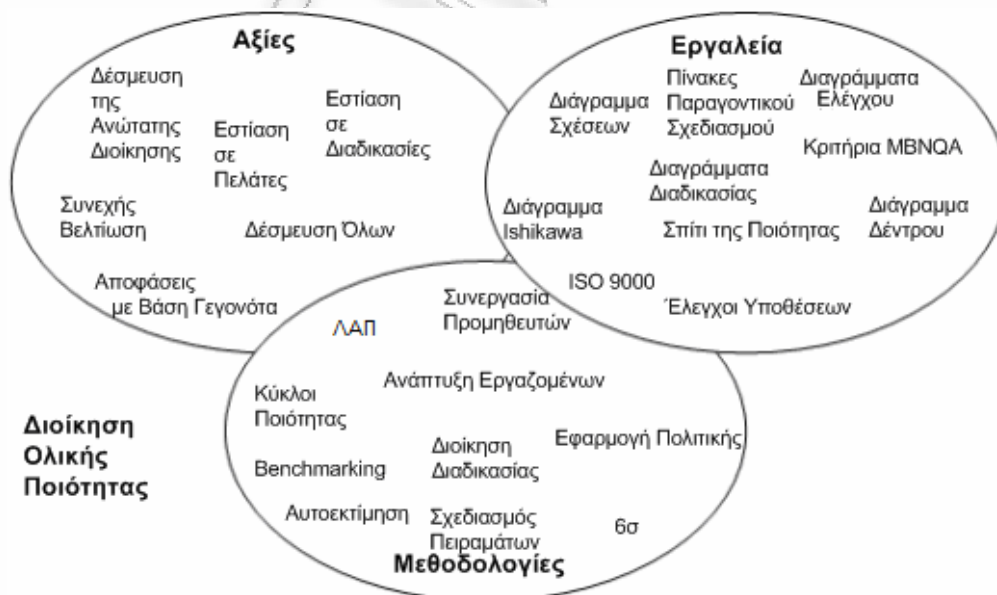 Αξίες
Δέσμευση
της
Ανώτατης
Διοίκησης
Εστίαση
σε
Πελάτες
Εστίαση
σε
Διαδικασίες
Συνεχής
Βελτίωση
Δέσμευση Όλων
Αποφάσεις
με Βάση Γεγονότα
Εργαλεία
Διάγραμμα
Σχέσεων
Πίνακες
Παραγοντικού
Σχεδιασμού
Διαγράμματα
Ελέγχου
Κριτήρια MBNQA
Διαγράμματα
Διαδικασίας
Διάγραμμα
Ishikawa
Σπίτι της Ποιότητας
Διάγραμμα
Δέντρου
ISO 9000
Έλεγχοι Υποθέσεων
ΛΑΠ
Συνεργασία
Προμηθευτών
Ανάπτυξη Εργαζομένων
Κύκλοι
Ποιότητας
Εφαρμογή Πολιτικής
Διοίκηση
Διαδικασίας
Benchmarking
Αυτοεκτίμηση
Σχεδιασμός
Πειραμάτων
6σ
Μεθοδολογίες
Διοίκηση
Ολικής
Ποιότητας